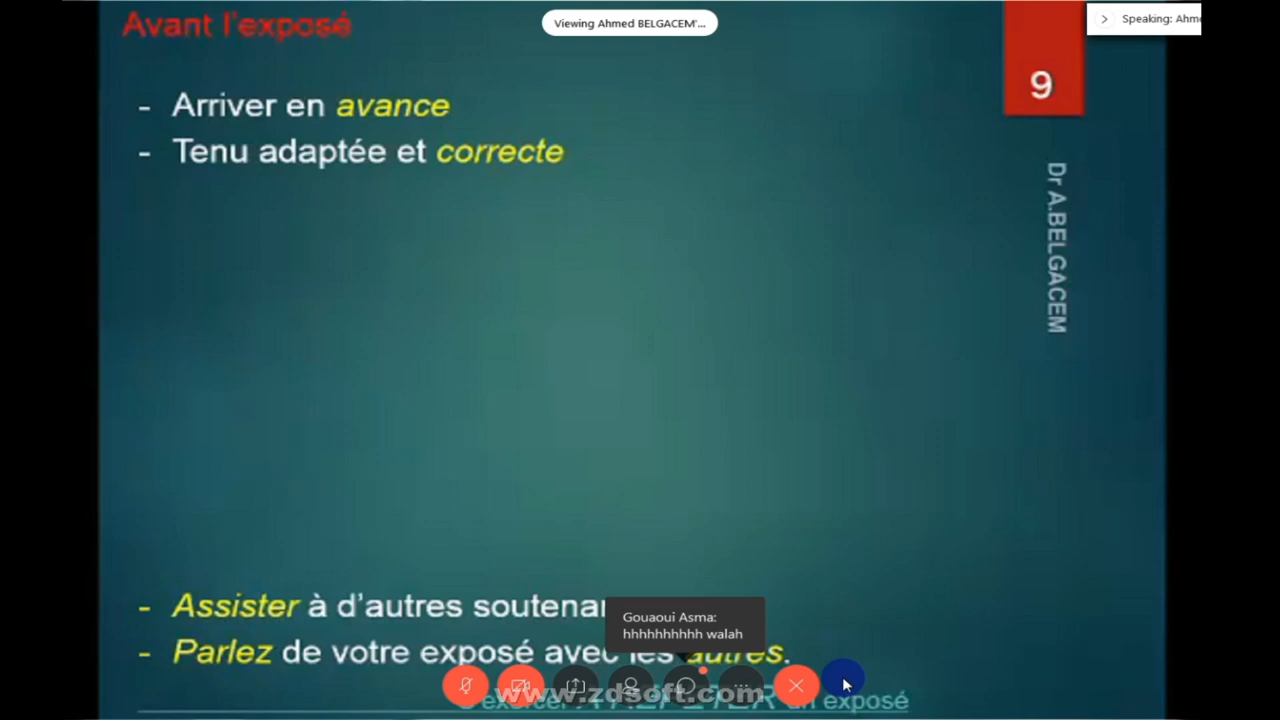 Avant l'exposé
Viewing Ahmed BELGACEM'...
Speaking: Ahm
9
- Arriver en avance
- Tenu adaptée et correcte
Dr A.BELGACEM
- Assister à d'autres soutenan
Gouaoui Asma:
hhhhhhhhhh walah
- Parlez de votre exposé avec les autres.
www.zdsoft.com
exposé